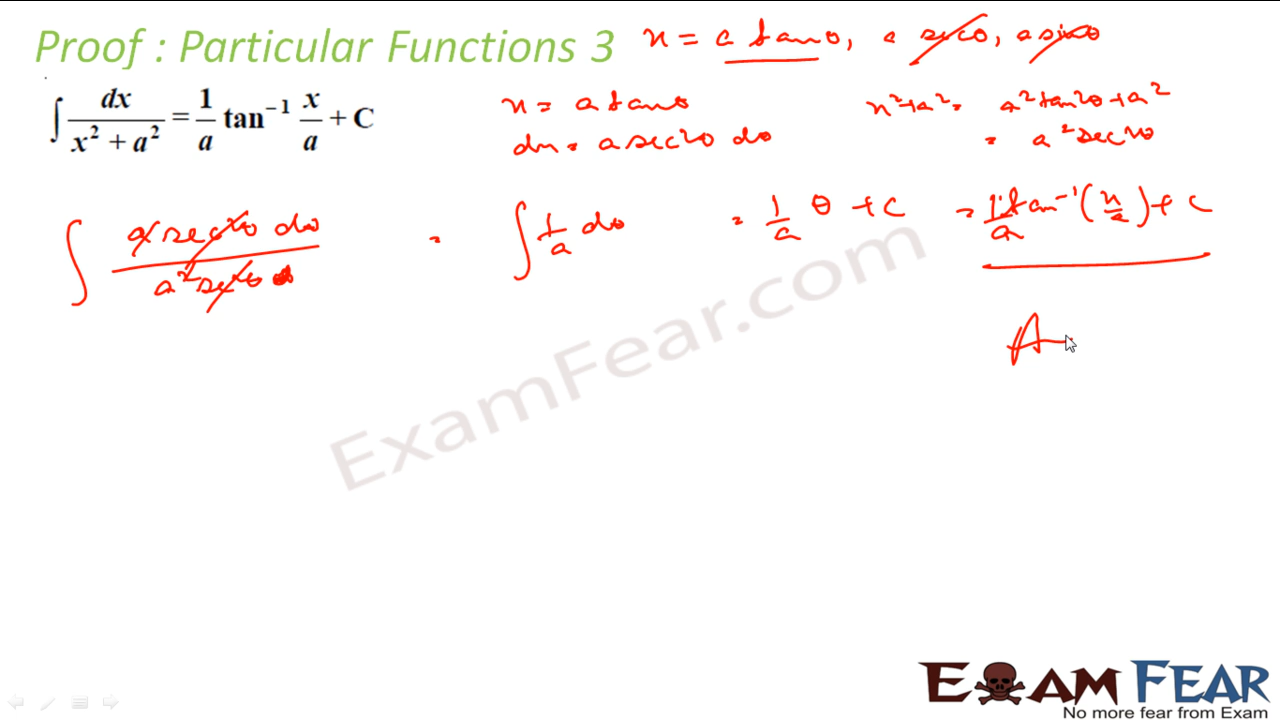 Proof : Particular Functions 3
x = a tanθ, a secθ, a sinθ
∫ dx / (x² + a²) = 1/a tan⁻¹ x/a + C
x = a tanθ
dx = a sec²θ dθ
x² + a² = a² tan²θ + a²
= a² sec²θ
∫ a sec²θ dθ / a² sec²θ = ∫ 1/a dθ = 1/a θ + C = 1/a tan⁻¹(x/a) + C
ExamFear.com
EXAM FEAR
No more fear from Exam